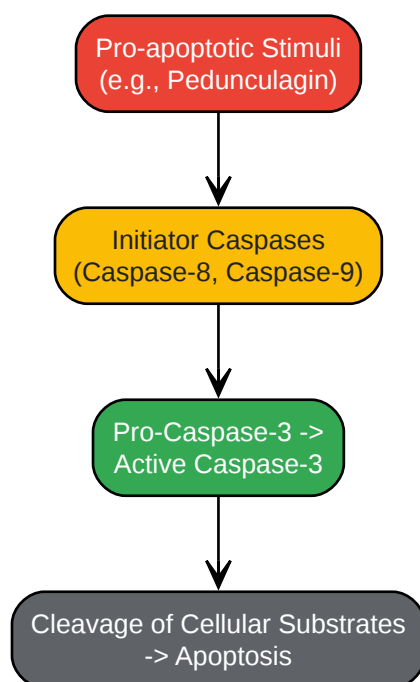 Pro-apoptotic Stimuli
(e.g., Pedunculagin)
Initiator Caspases
(Caspase-8, Caspase-9)
Pro-Caspase-3 ->
Active Caspase-3
Cleavage of Cellular Substrates
-> Apoptosis